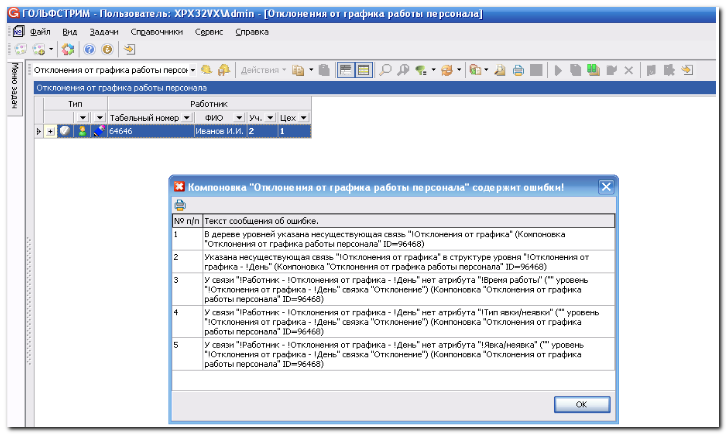 ГОЛЬФСТРИМ - Пользователь: XPX32VX\Admin - [Отклонения от графика работы персонала]
Файл Вид Задачи Справочники Сервис Справка
Отклонения от графика работы персон Действия
Меню задач
Отклонения от графика работы персонала
Тип Работник
Табельный номер ФИО Уч. Цех
64646 Иванов И.И. 2 1
Компоновка "Отклонения от графика работы персонала" содержит ошибки!
№ п/п Текст сообщения об ошибке.
1 В дереве уровней указана несуществующая связь "!Отклонения от графика" (Компоновка
"Отклонения от графика работы персонала" ID=96468)
2 Указана несуществующая связь "!Отклонения от графика" в структуре уровня "!Отклонения от
графика - !День" (Компоновка "Отклонения от графика работы персонала" ID=96468)
3 У связи "!Работник - !Отклонения от графика - !День" нет атрибута "!Время работы/" ("" уровень
"!Отклонения от графика - !День" связка "Отклонение") (Компоновка "Отклонения от графика
работы персонала" ID=96468)
4 У связи "!Работник - !Отклонения от графика - !День" нет атрибута "!Тип явки/неявки" ("" уровень
"!Отклонения от графика - !День" связка "Отклонение") (Компоновка "Отклонения от графика
работы персонала" ID=96468)
5 У связи "!Работник - !Отклонения от графика - !День" нет атрибута "!Явка/неявка" ("" уровень
"!Отклонения от графика - !День" связка "Отклонение") (Компоновка "Отклонения от графика
работы персонала" ID=96468)
OK